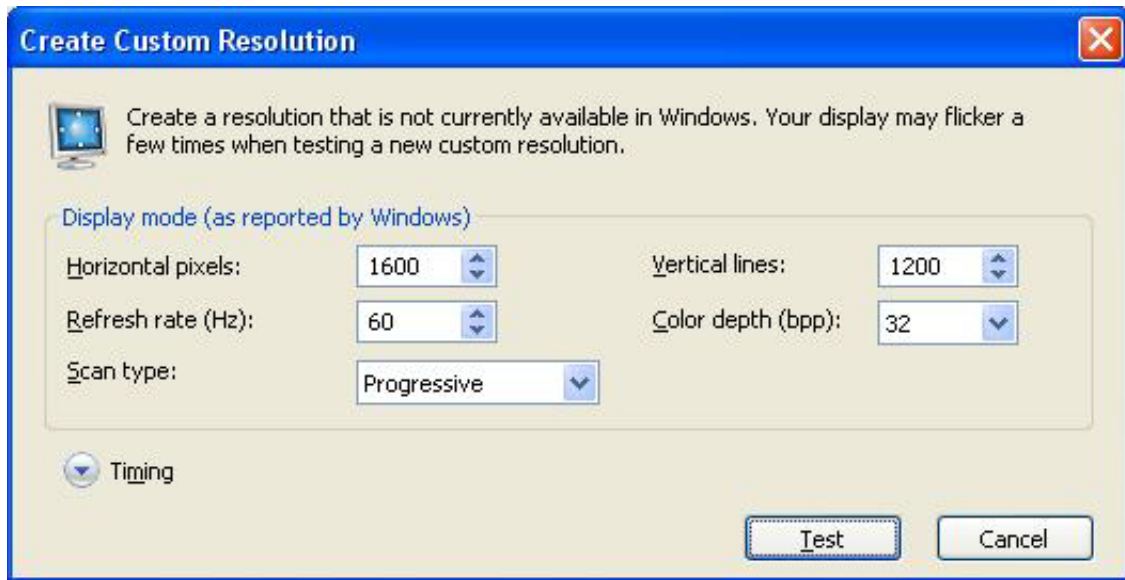 Create Custom Resolution
Create a resolution that is not currently available in Windows. Your display may flicker a
few times when testing a new custom resolution.
Display mode (as reported by Windows)
Horizontal pixels: 1600 Vertical lines: 1200
Refresh rate (Hz): 60 Color depth (bpp): 32
Scan type: Progressive
Timing
Test Cancel